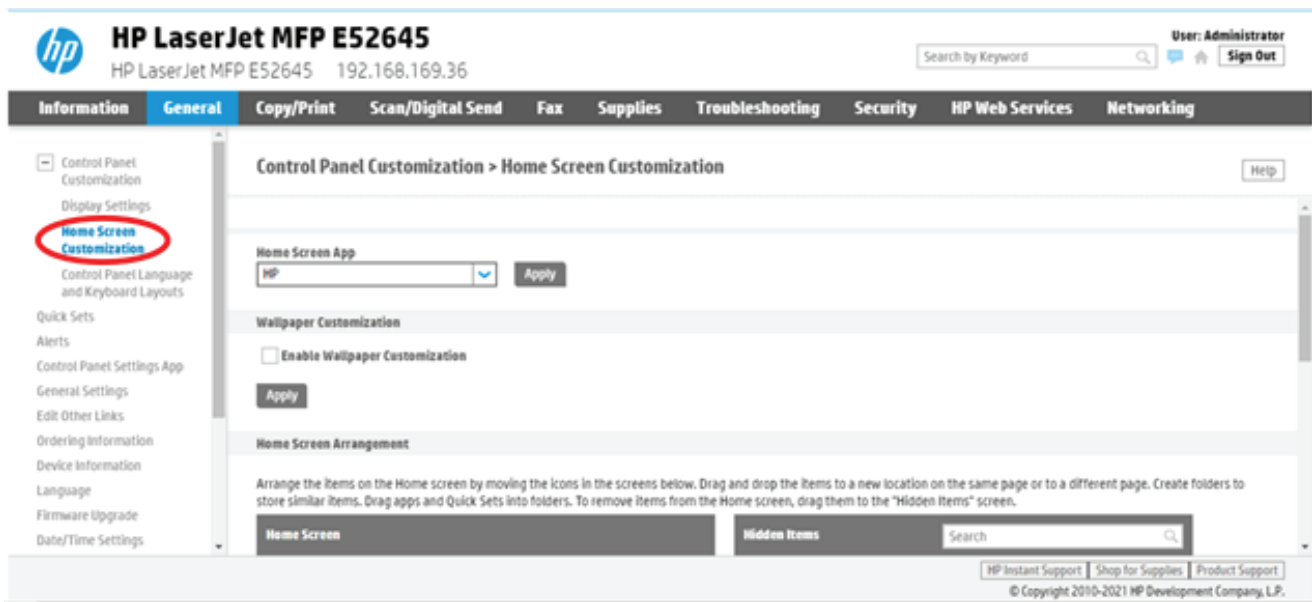 hp
HP LaserJet MFP E52645
HP LaserJet MFP E52645 192.168.169.36
User: Administrator
Search by Keyword
Sign Out
Information General Copy/Print Scan/Digital Send Fax Supplies Troubleshooting Security HP Web Services Networking
Control Panel
Customization
Display Settings
Home Screen
Customization
Control Panel Language
and Keyboard Layouts
Quick Sets
Alerts
Control Panel Settings App
General Settings
Edit Other Links
Ordering Information
Device Information
Language
Firmware Upgrade
Date/Time Settings
Control Panel Customization > Home Screen Customization
Help
Home Screen App
HP
Apply
Wallpaper Customization
Enable Wallpaper Customization
Apply
Home Screen Arrangement
Arrange the items on the Home screen by moving the icons in the screens below. Drag and drop the items to a new location on the same page or to a different page. Create folders to
store similar items. Drag apps and Quick Sets into folders. To remove items from the Home screen, drag them to the "Hidden Items" screen.
Home Screen
Hidden Items
Search
HP Instant Support Shop for Supplies Product Support
© Copyright 2010-2021 HP Development Company, L.P.